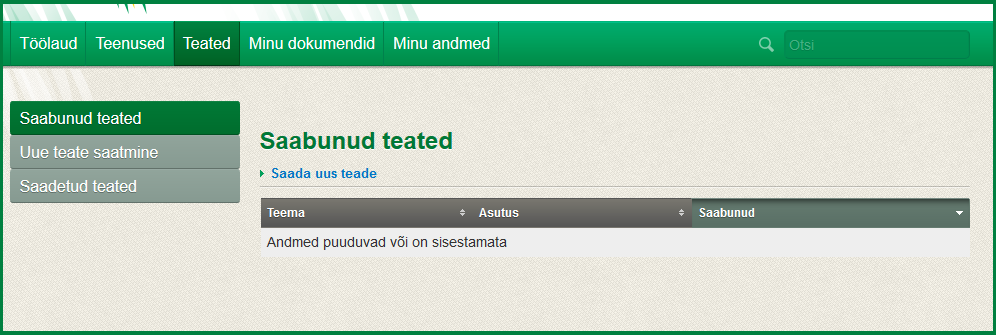 Töölaud Teenused Teated Minu dokumendid Minu andmed Otsi
Saabunud teated
Uue teate saatmine
Saadetud teated
Saabunud teated
Saada uus teade
Teema Asutus Saabunud
Andmed puuduvad või on sisestamata